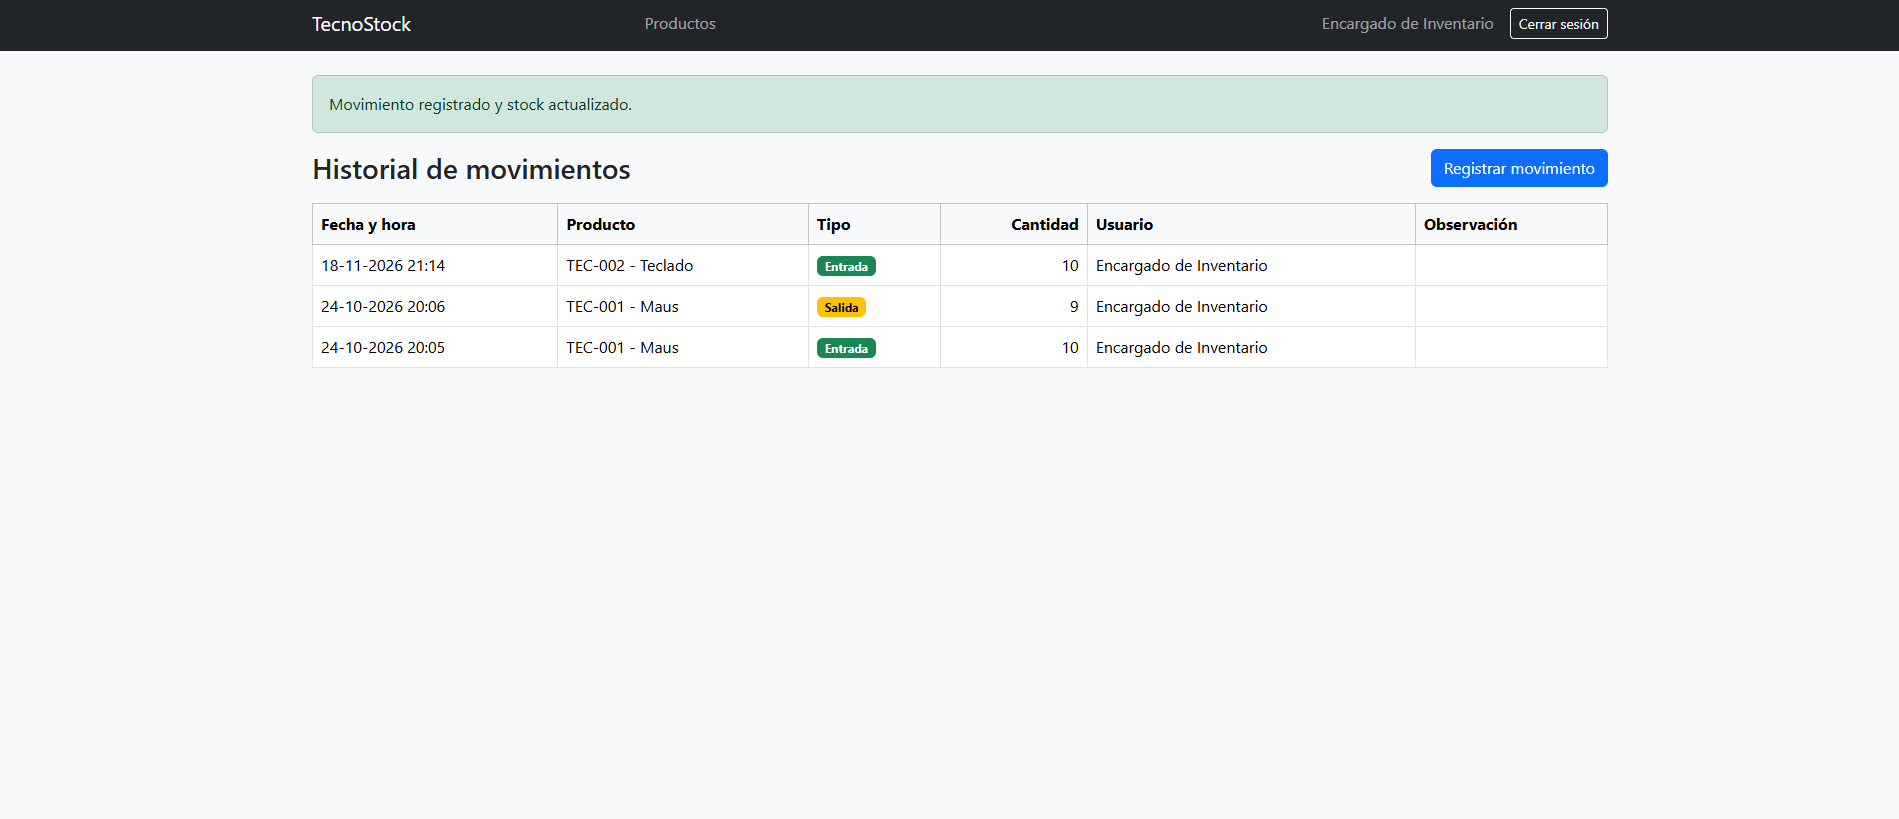 TecnoStock Productos Encargado de Inventario Cerrar sesión
Movimiento registrado y stock actualizado.
Historial de movimientos Registrar movimiento
Fecha y hora Producto Tipo Cantidad Usuario Observación
18-11-2026 21:14 TEC-002 - Teclado Entrada 10 Encargado de Inventario
24-10-2026 20:06 TEC-001 - Maus Salida 9 Encargado de Inventario
24-10-2026 20:05 TEC-001 - Maus Entrada 10 Encargado de Inventario